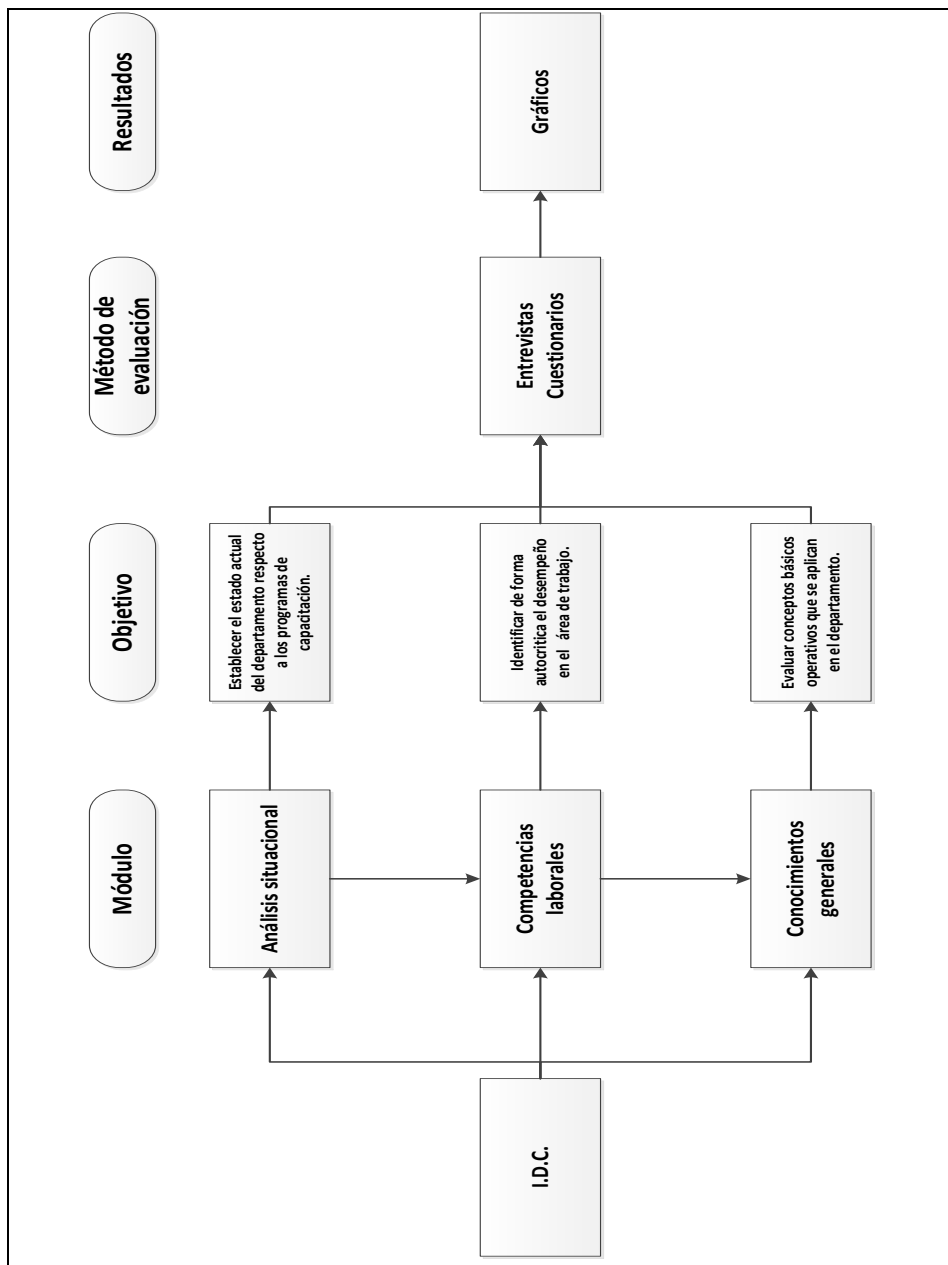 Módulo
Objetivo
Método de
evaluación
Resultados
Análisis situacional
Establecer el estado actual
del departamento respecto
a los programas de
capacitación.
I.D.C.
Competencias
laborales
Identificar de forma
autocritica el desempeño
en el área de trabajo.
Entrevistas
Cuestionarios
Gráficos
Conocimientos
generales
Evaluar conceptos básicos
operativos que se aplican
en el departamento.